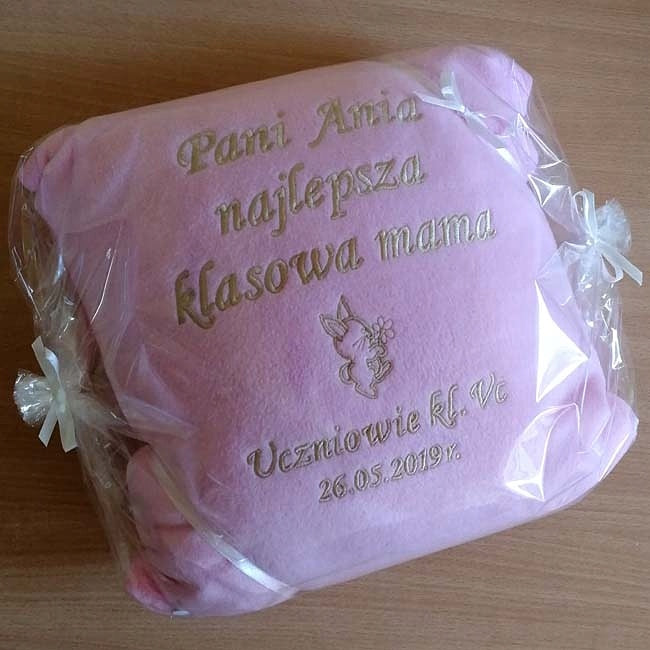 Pani Ania
najlepsza
klasowa mama
Uczniowie kl. Vc
26.05.2019 r.